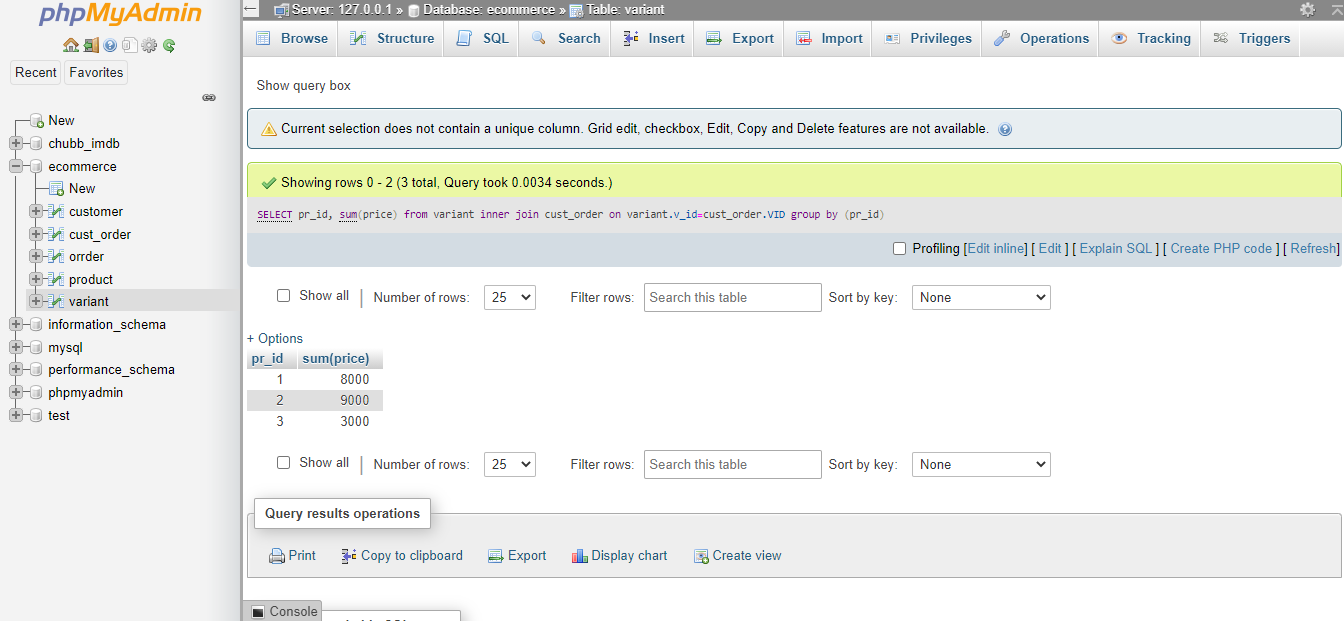 phpMyAdmin
Recent Favorites
New
chubb_imdb
ecommerce
New
customer
cust_order
orrder
product
variant
information_schema
mysql
performance_schema
phpmyadmin
test
Server: 127.0.0.1 » Database: ecommerce » Table: variant
Browse Structure SQL Search Insert Export Import Privileges Operations Tracking Triggers
Show query box
Current selection does not contain a unique column. Grid edit, checkbox, Edit, Copy and Delete features are not available.
Showing rows 0 - 2 (3 total, Query took 0.0034 seconds.)
SELECT pr_id, sum(price) from variant inner join cust_order on variant.v_id=cust_order.VID group by (pr_id)
Profiling [Edit inline] [ Edit ] [ Explain SQL ] [ Create PHP code ] [ Refresh]
Show all | Number of rows: 25 Filter rows: Search this table Sort by key: None
+ Options
pr_id sum(price)
1 8000
2 9000
3 3000
Show all | Number of rows: 25 Filter rows: Search this table Sort by key: None
Query results operations
Print Copy to clipboard Export Display chart Create view
Console